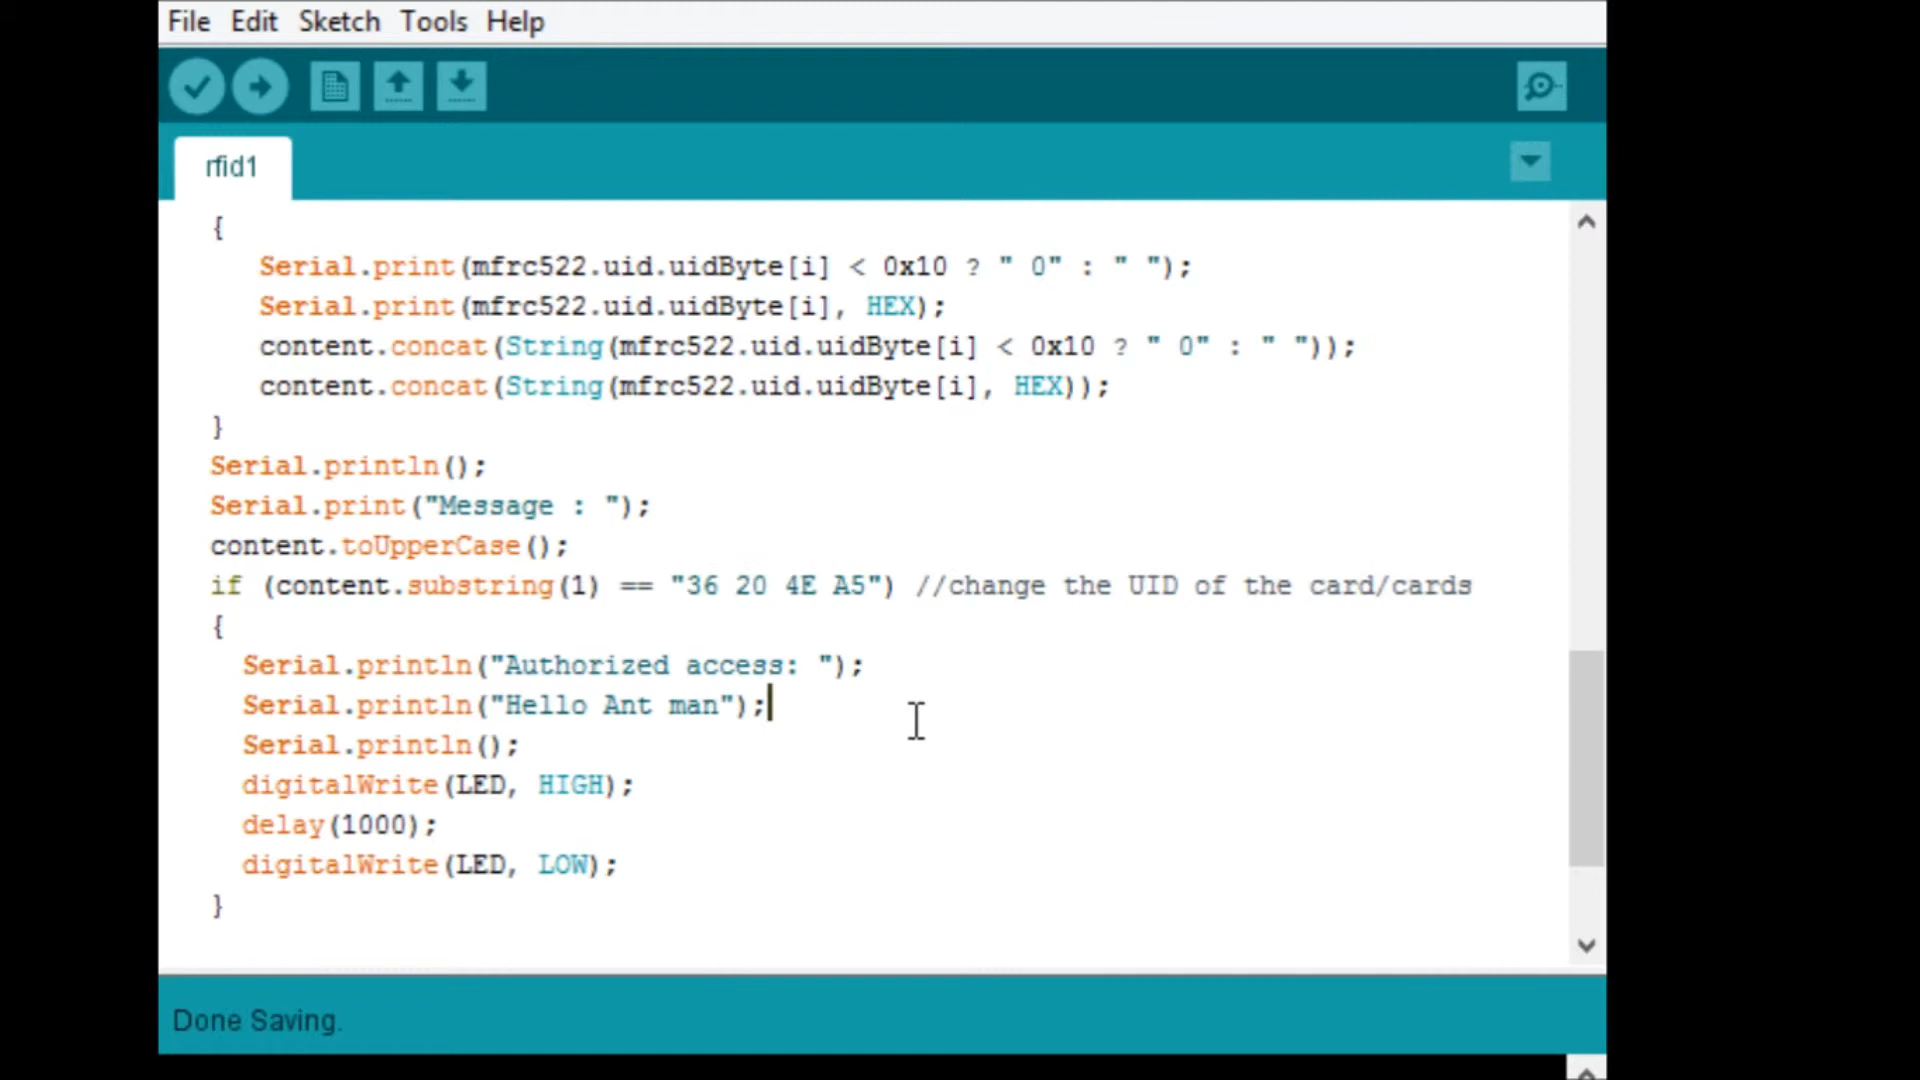 File Edit Sketch Tools Help
rfid1
{
Serial.print(mfrc522.uid.uidByte[i] < 0x10 ? " 0" : " ");
Serial.print(mfrc522.uid.uidByte[i], HEX);
content.concat(String(mfrc522.uid.uidByte[i] < 0x10 ? " 0" : " "));
content.concat(String(mfrc522.uid.uidByte[i], HEX));
}
Serial.println();
Serial.print("Message : ");
content.toUpperCase();
if (content.substring(1) == "36 20 4E A5") //change the UID of the card/cards
{
Serial.println("Authorized access: ");
Serial.println("Hello Ant man");
Serial.println();
digitalWrite(LED, HIGH);
delay(1000);
digitalWrite(LED, LOW);
}
Done Saving.